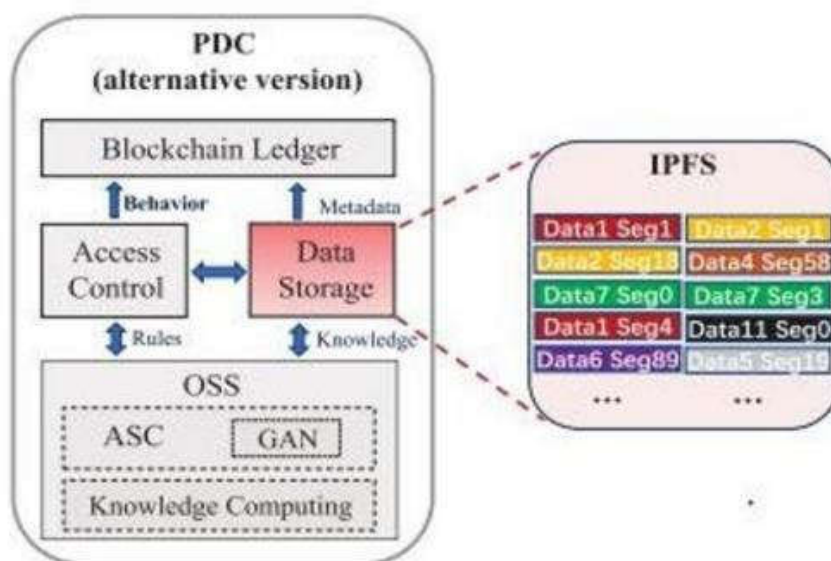 PDC
(alternative version)
Blockchain Ledger
Behavior
Metadata
Access
Control
Data
Storage
Rules
Knowledge
OSS
ASC
GAN
Knowledge Computing
IPFS
Data1 Seg1
Data2 Seg1
Data2 Seg18
Data4 Seg58
Data7 Seg0
Data7 Seg3
Data1 Seg4
Data11 Seg0
Data6 Seg89
Data5 Seg19
... ...